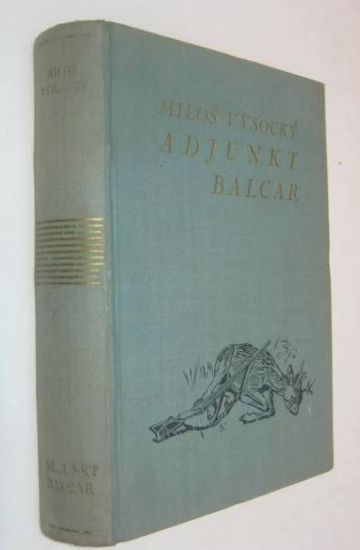 MILOŠ VYSOCKÝ
ADJUNKT
BALCAR
MILOŠ
VYSOCKÝ
ADJUNKT
BALCAR